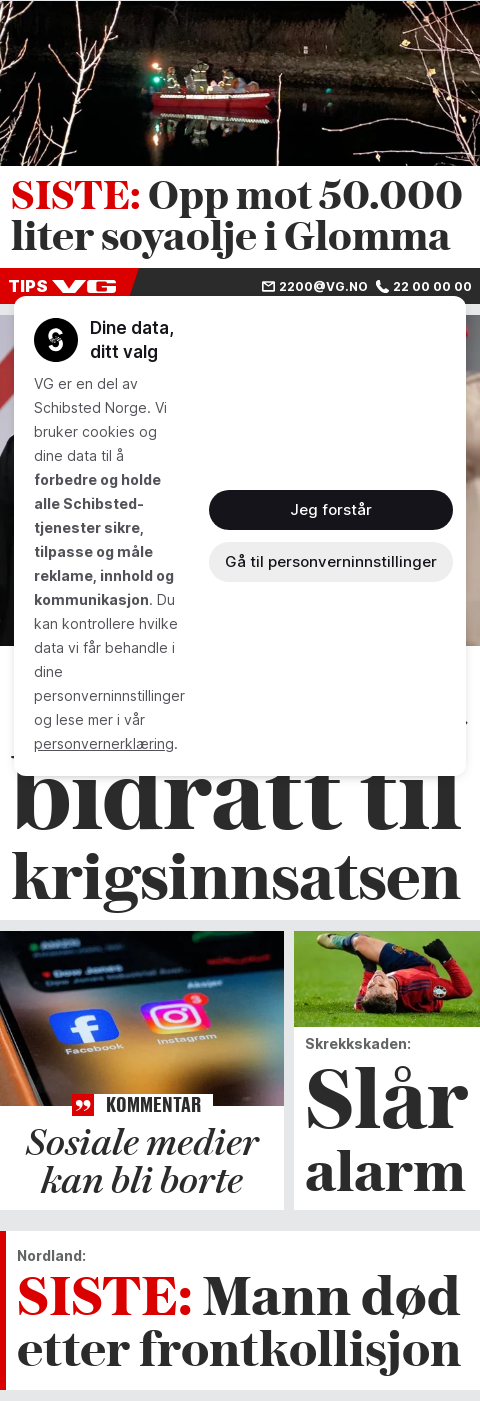 SISTE: Opp mot 50.000
liter soyaolje i Glomma
TIPS VG 2200@VG.NO 22 00 00 00
Dine data,
ditt valg
VG er en del av
Schibsted Norge. Vi
bruker cookies og
dine data til å
forbedre og holde
alle Schibsted-
tjenester sikre,
tilpasse og måle
reklame, innhold og
kommunikasjon. Du
kan kontrollere hvilke
data vi får behandle i
dine
personverninnstillinger
og lese mer i vår
personvernerklæring.
Jeg forstår
Gå til personverninnstillinger
bidratt til
krigsinnsatsen
Dow Jones
Aksjer
3
Facebook
Instagram
KOMMENTAR
Sosiale medier
kan bli borte
Skrekkskaden:
Slår
alarm
Nordland:
SISTE: Mann død
etter frontkollisjon